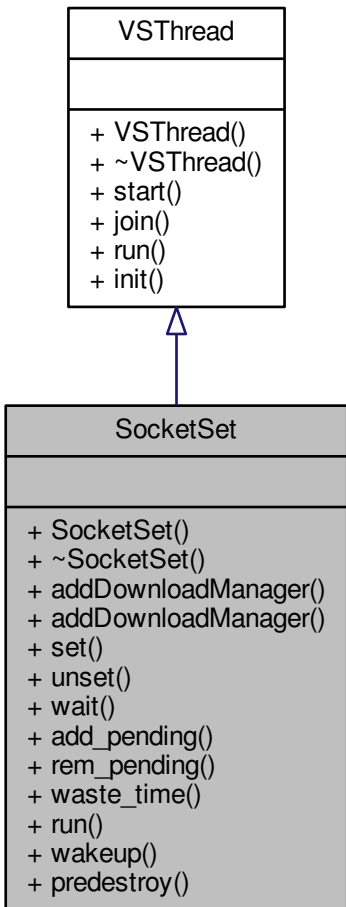 VSThread
+ VSThread()
+ ~VSThread()
+ start()
+ join()
+ run()
+ init()
SocketSet
+ SocketSet()
+ ~SocketSet()
+ addDownloadManager()
+ addDownloadManager()
+ set()
+ unset()
+ wait()
+ add_pending()
+ rem_pending()
+ waste_time()
+ run()
+ wakeup()
+ predestroy()